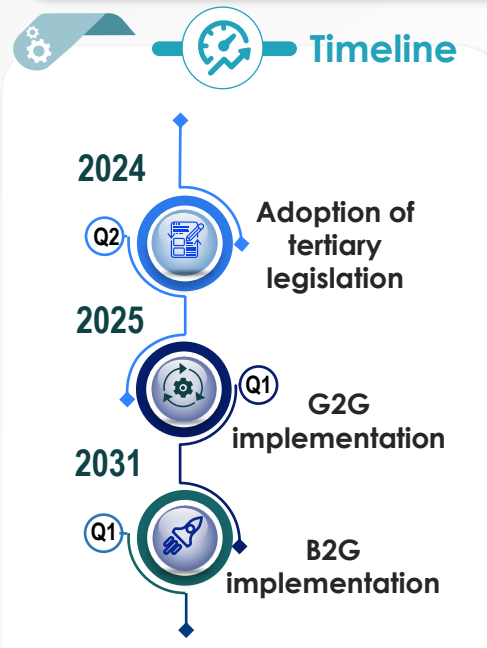 Timeline
2024
Q2
Adoption of
tertiary
legislation
2025
Q1
G2G
implementation
2031
Q1
B2G
implementation